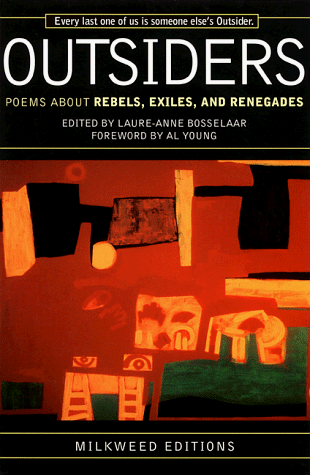 Every last one of us is someone else's Outsider.
OUTSIDERS
POEMS ABOUT REBELS, EXILES, AND RENEGADES
EDITED BY LAURE-ANNE BOSSELAAR
FOREWORD BY AL YOUNG
MILKWEED EDITIONS